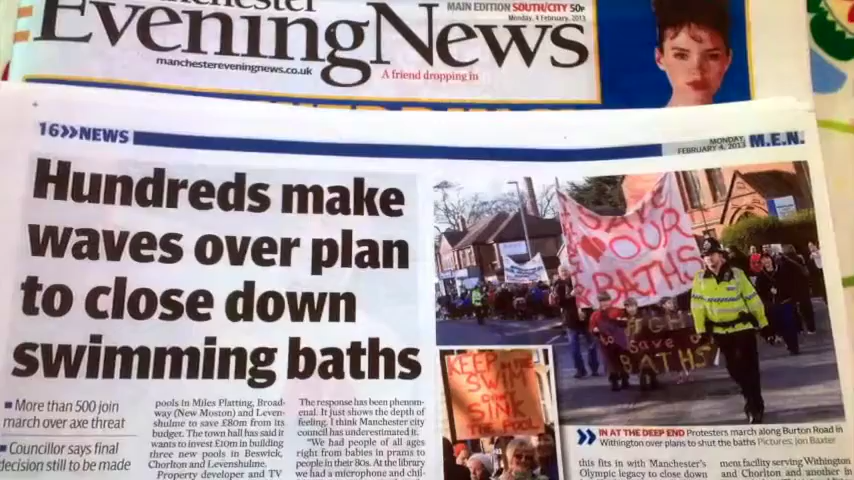 chester
MAIN EDITION SOUTH/CITY 50P
Monday, 4 February, 2013
Evening News
manchestereveningnews.co.uk
A friend dropping in
16>>NEWS
MONDAY
FEBRUARY 4, 2013
M.E.N.
Hundreds make
waves over plan
to close down
swimming baths
More than 500 join
march over axe threat
Councillor says final
decision still to be made
pools in Miles Platting, Broad-
way (New Moston) and Leven-
shulme to save £80m from its
budget. The town hall has said it
wants to invest £10m in building
three new pools in Beswick,
Chorlton and Levenshulme.
Property developer and TV
The response has been phenom-
enal. It just shows the depth of
feeling. I think Manchester city
council has underestimated it.
"We had people of all ages
right from babies in prams to
people in their 80s. At the library
we had a microphone and chil-
SAVE
OUR
BATHS
save
BATHS
KEEP
SWIM
SINK
THE POOL
IN AT THE DEEP END Protesters march along Burton Road in
Withington over plans to shut the baths Pictures: Jon Baxter
this fits in with Manchester's
Olympic legacy to close down
ment facility serving Withington
and Chorlton and another in